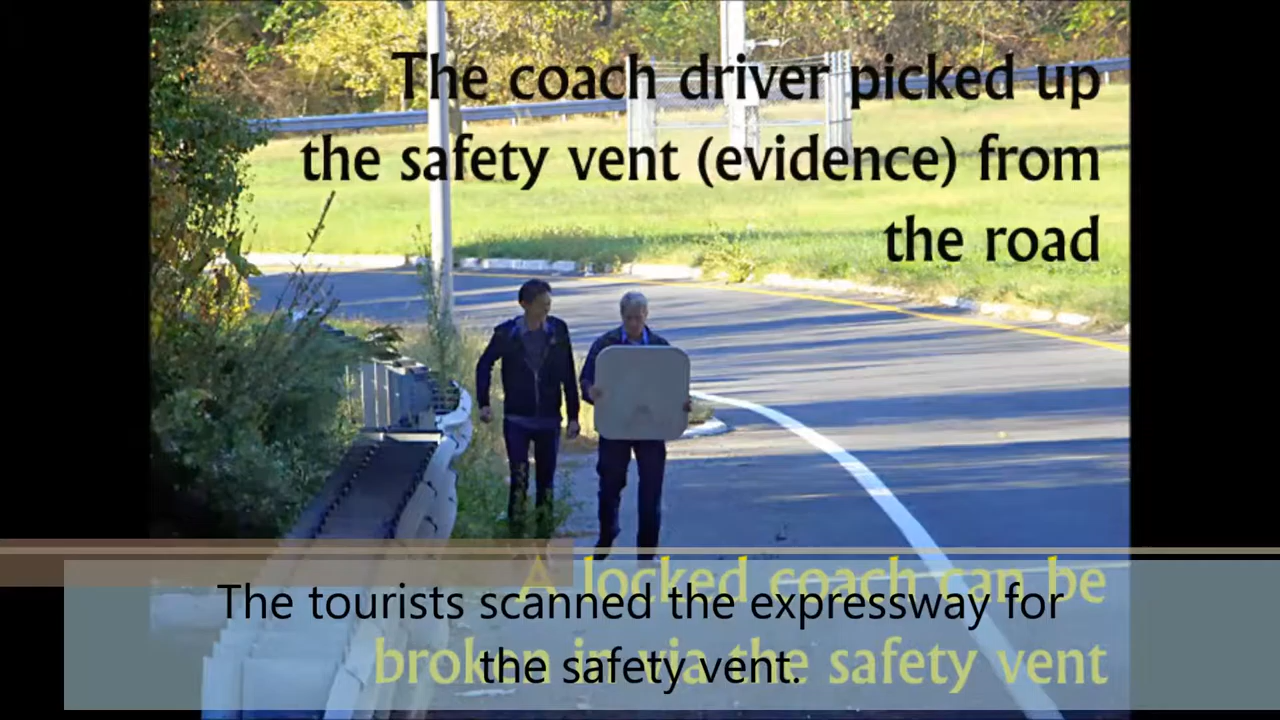 The coach driver picked up
the safety vent (evidence) from
the road
A locked coach can be
broken in via the safety vent
The tourists scanned the expressway for
the safety vent.